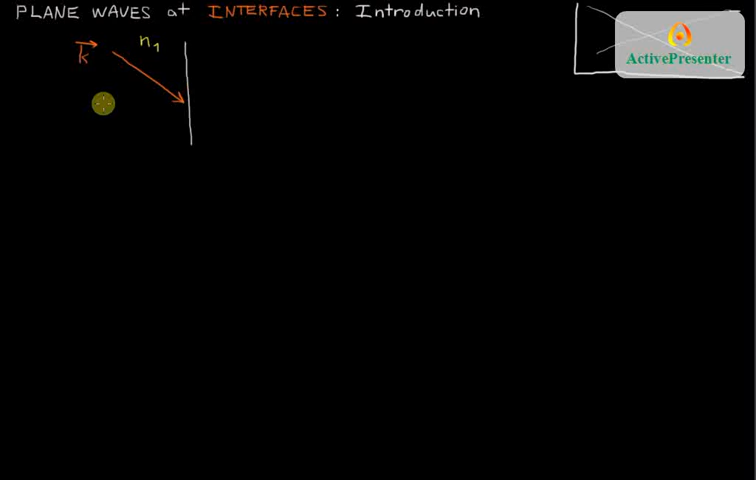 PLANE WAVES at INTERFACES: Introduction
n1
k
ActivePresenter